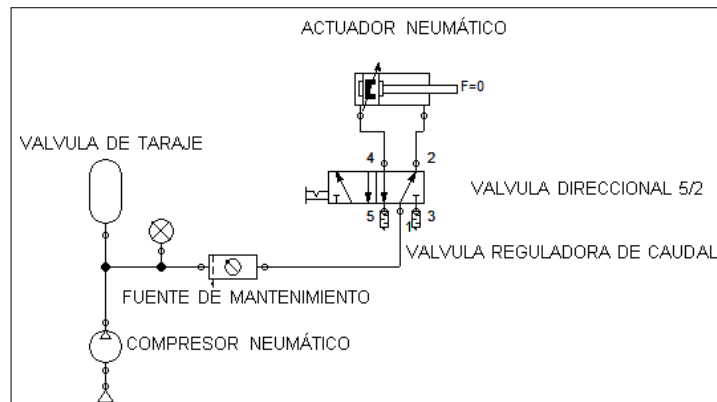 ACTUADOR NEUMÁTICO
F=0
VALVULA DE TARAJE
4 2
VALVULA DIRECCIONAL 5/2
5 1 3
VALVULA REGULADORA DE CAUDAL
FUENTE DE MANTENIMIENTO
COMPRESOR NEUMÁTICO